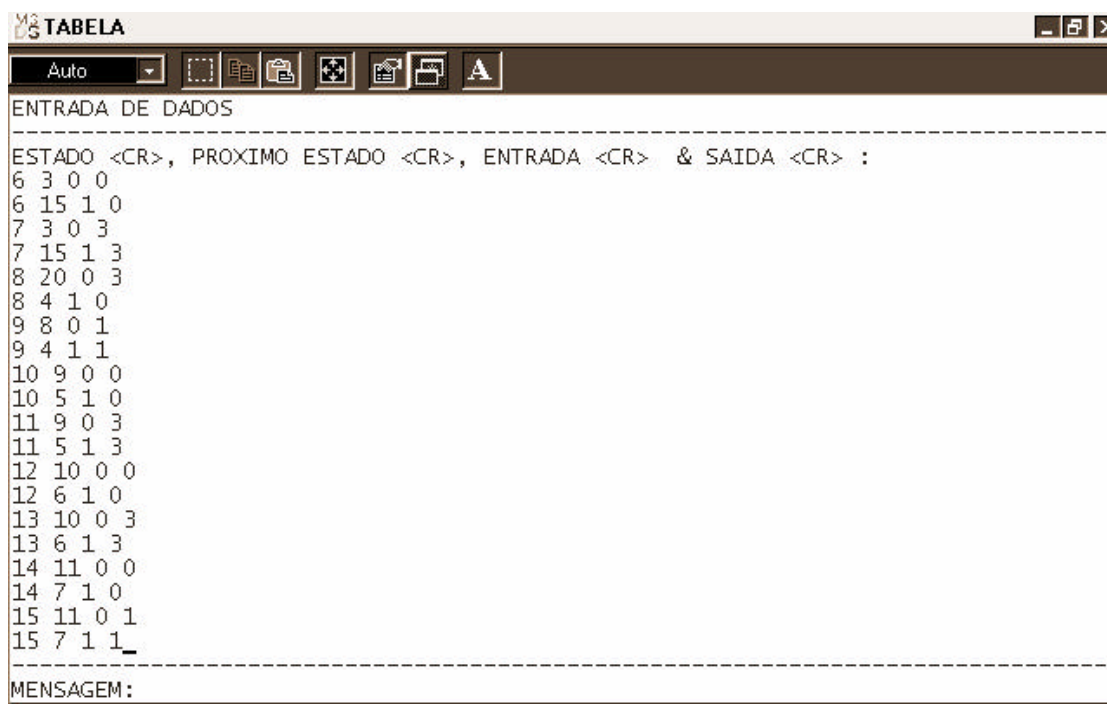 TABELA
Auto A
ENTRADA DE DADOS
ESTADO <CR>, PROXIMO ESTADO <CR>, ENTRADA <CR> & SAIDA <CR> :
6 3 0 0
6 15 1 0
7 3 0 3
7 15 1 3
8 20 0 3
8 4 1 0
9 8 0 1
9 4 1 1
10 9 0 0
10 5 1 0
11 9 0 3
11 5 1 3
12 10 0 0
12 6 1 0
13 10 0 3
13 6 1 3
14 11 0 0
14 7 1 0
15 11 0 1
15 7 1 1_
MENSAGEM: